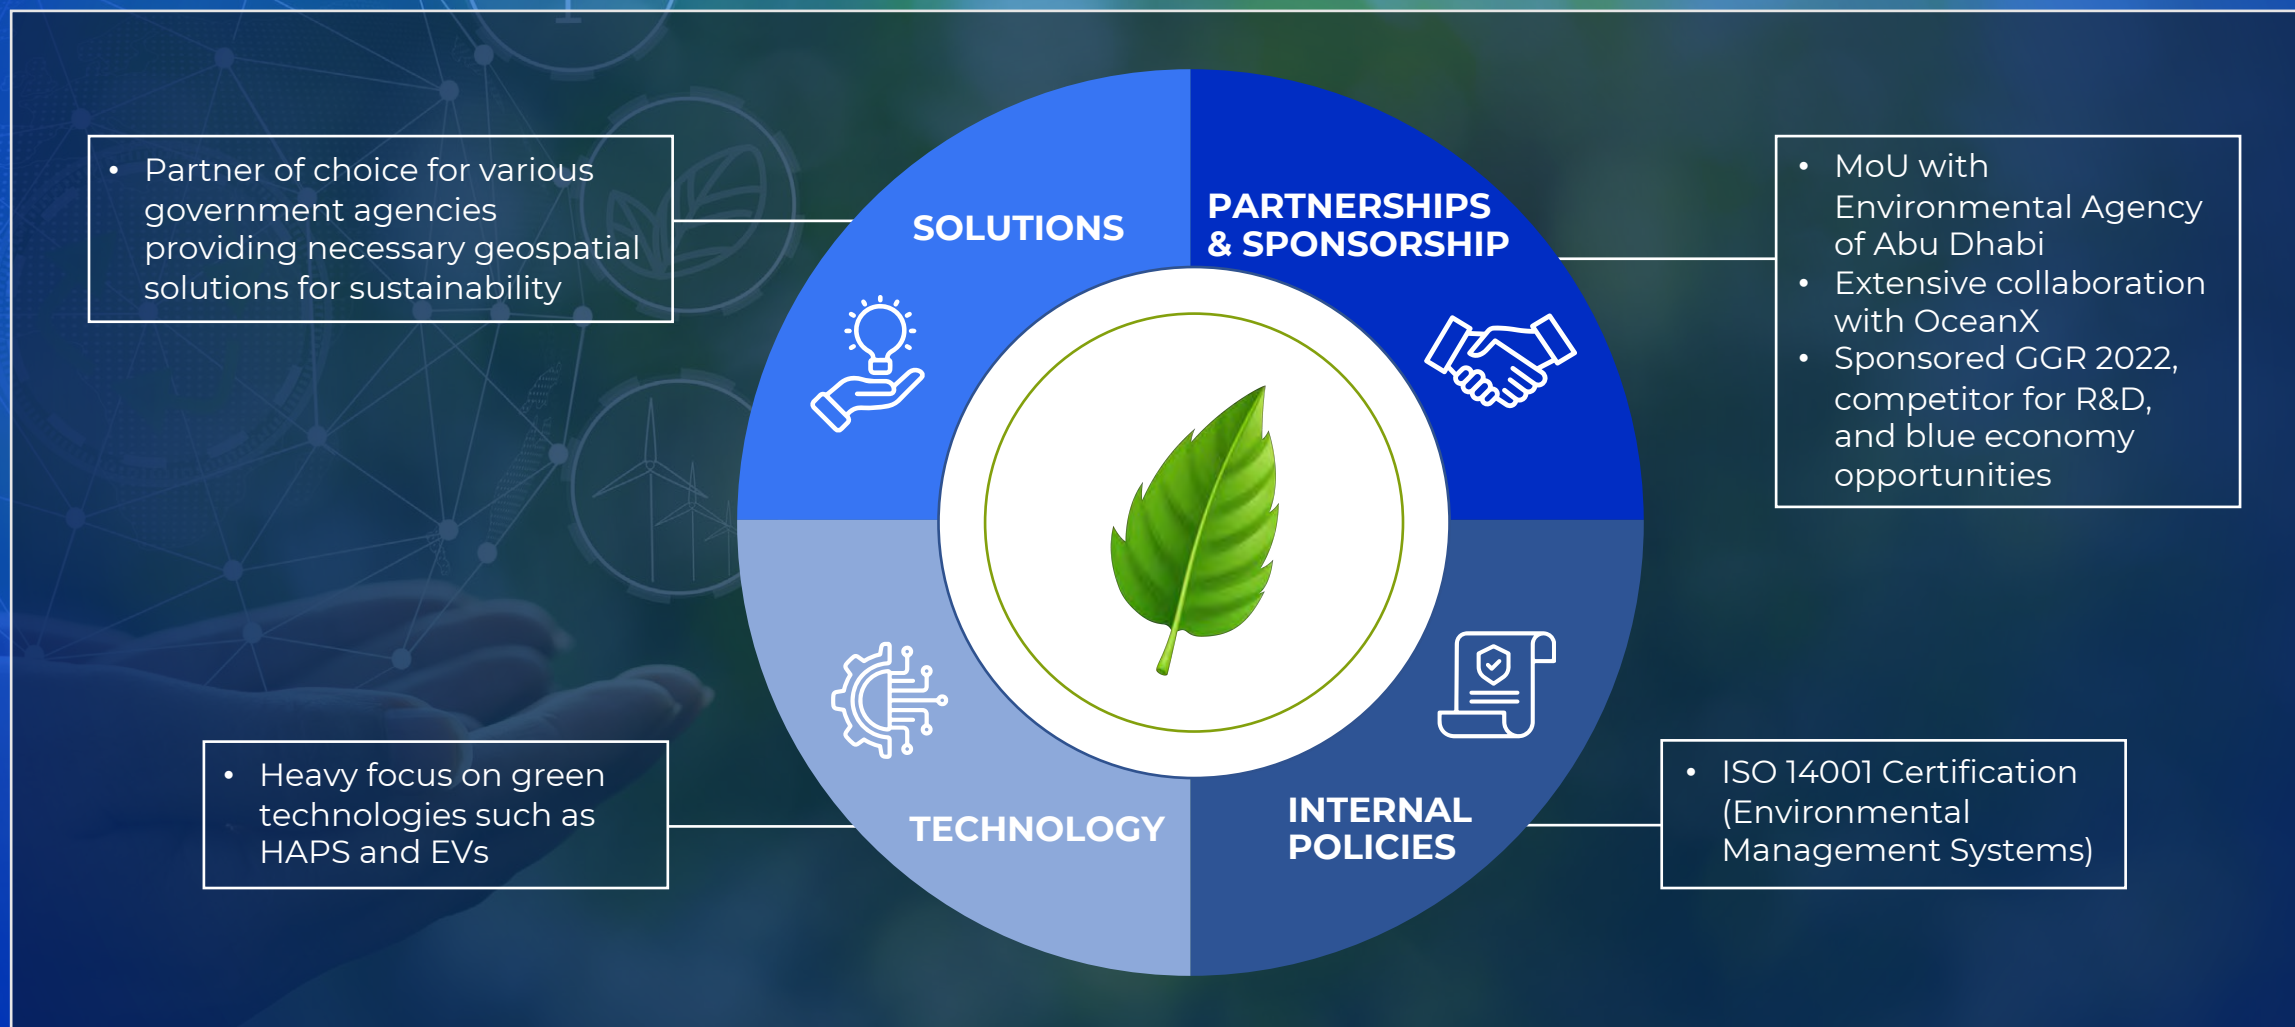 SOLUTIONS
• Partner of choice for various
government agencies
providing necessary geospatial
solutions for sustainability
PARTNERSHIPS
& SPONSORSHIP
• MoU with
Environmental Agency
of Abu Dhabi
• Extensive collaboration
with OceanX
• Sponsored GGR 2022,
competitor for R&D,
and blue economy
opportunities
TECHNOLOGY
• Heavy focus on green
technologies such as
HAPS and EVs
INTERNAL
POLICIES
• ISO 14001 Certification
(Environmental
Management Systems)